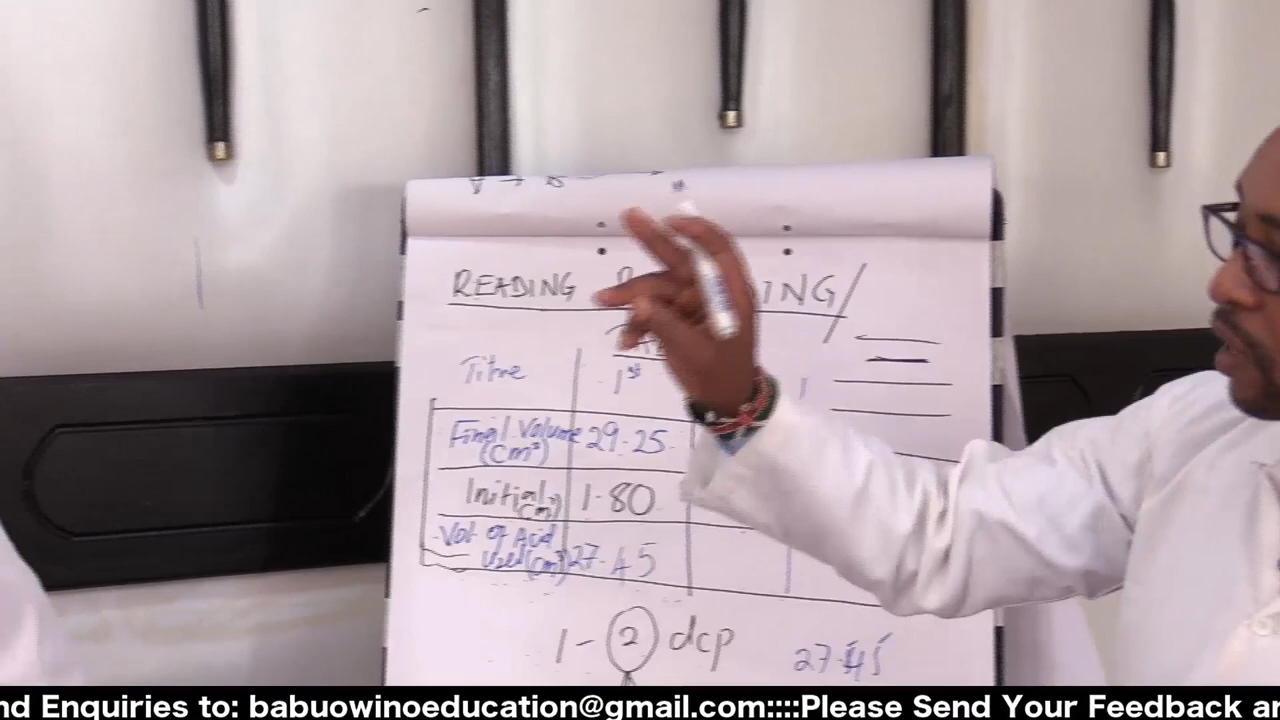 READING RING/
Titre 1st
Final Volume (Cm³) 29.25
Initial (Cm³) 1.80
Vol. of Acid Used (Cm³) 27.45
1 - 2 dcp
27.45
nd Enquiries to: babuowinoeducation@gmail.com::::Please Send Your Feedback an